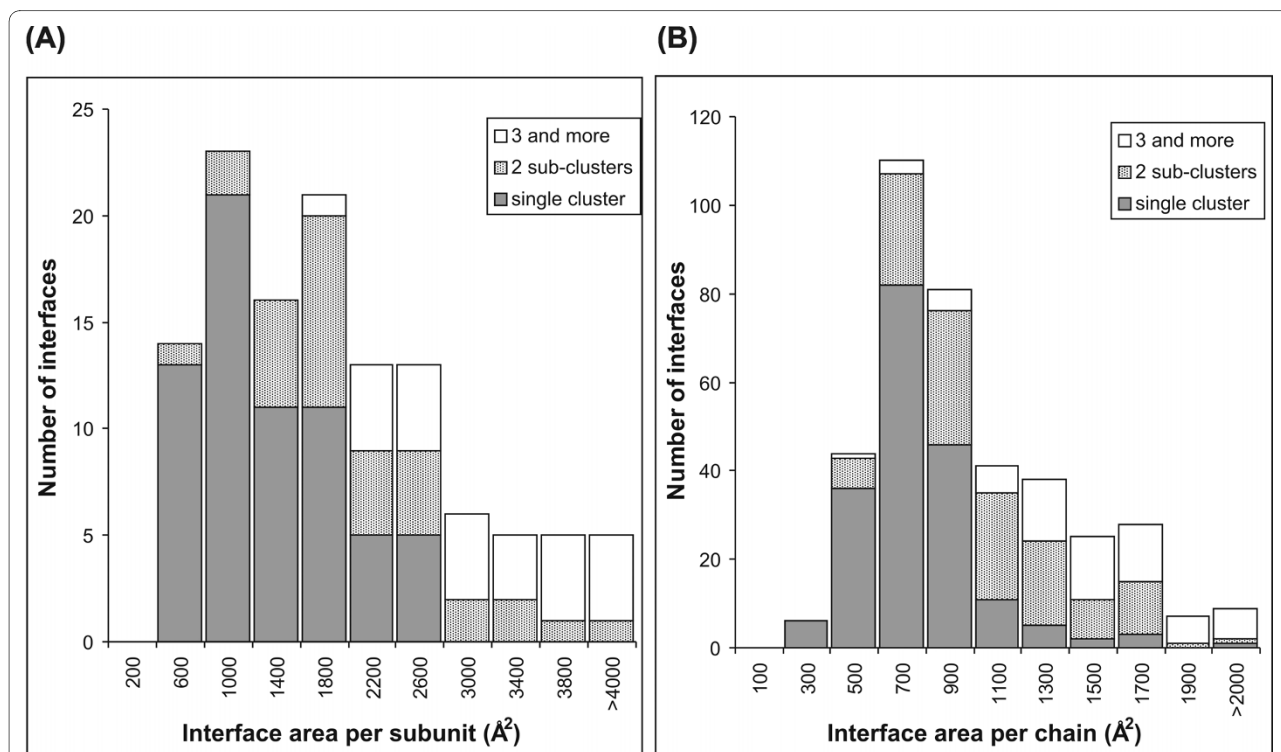 (A)
25
20
15
10
5
0
Number of interfaces
3 and more
2 sub-clusters
single cluster
200
600
1000
1400
1800
2200
2600
3000
3400
3800
>4000
Interface area per subunit (Å²)
(B)
120
100
80
60
40
20
0
Number of interfaces
3 and more
2 sub-clusters
single cluster
100
300
500
700
900
1100
1300
1500
1700
1900
>2000
Interface area per chain (Å²)